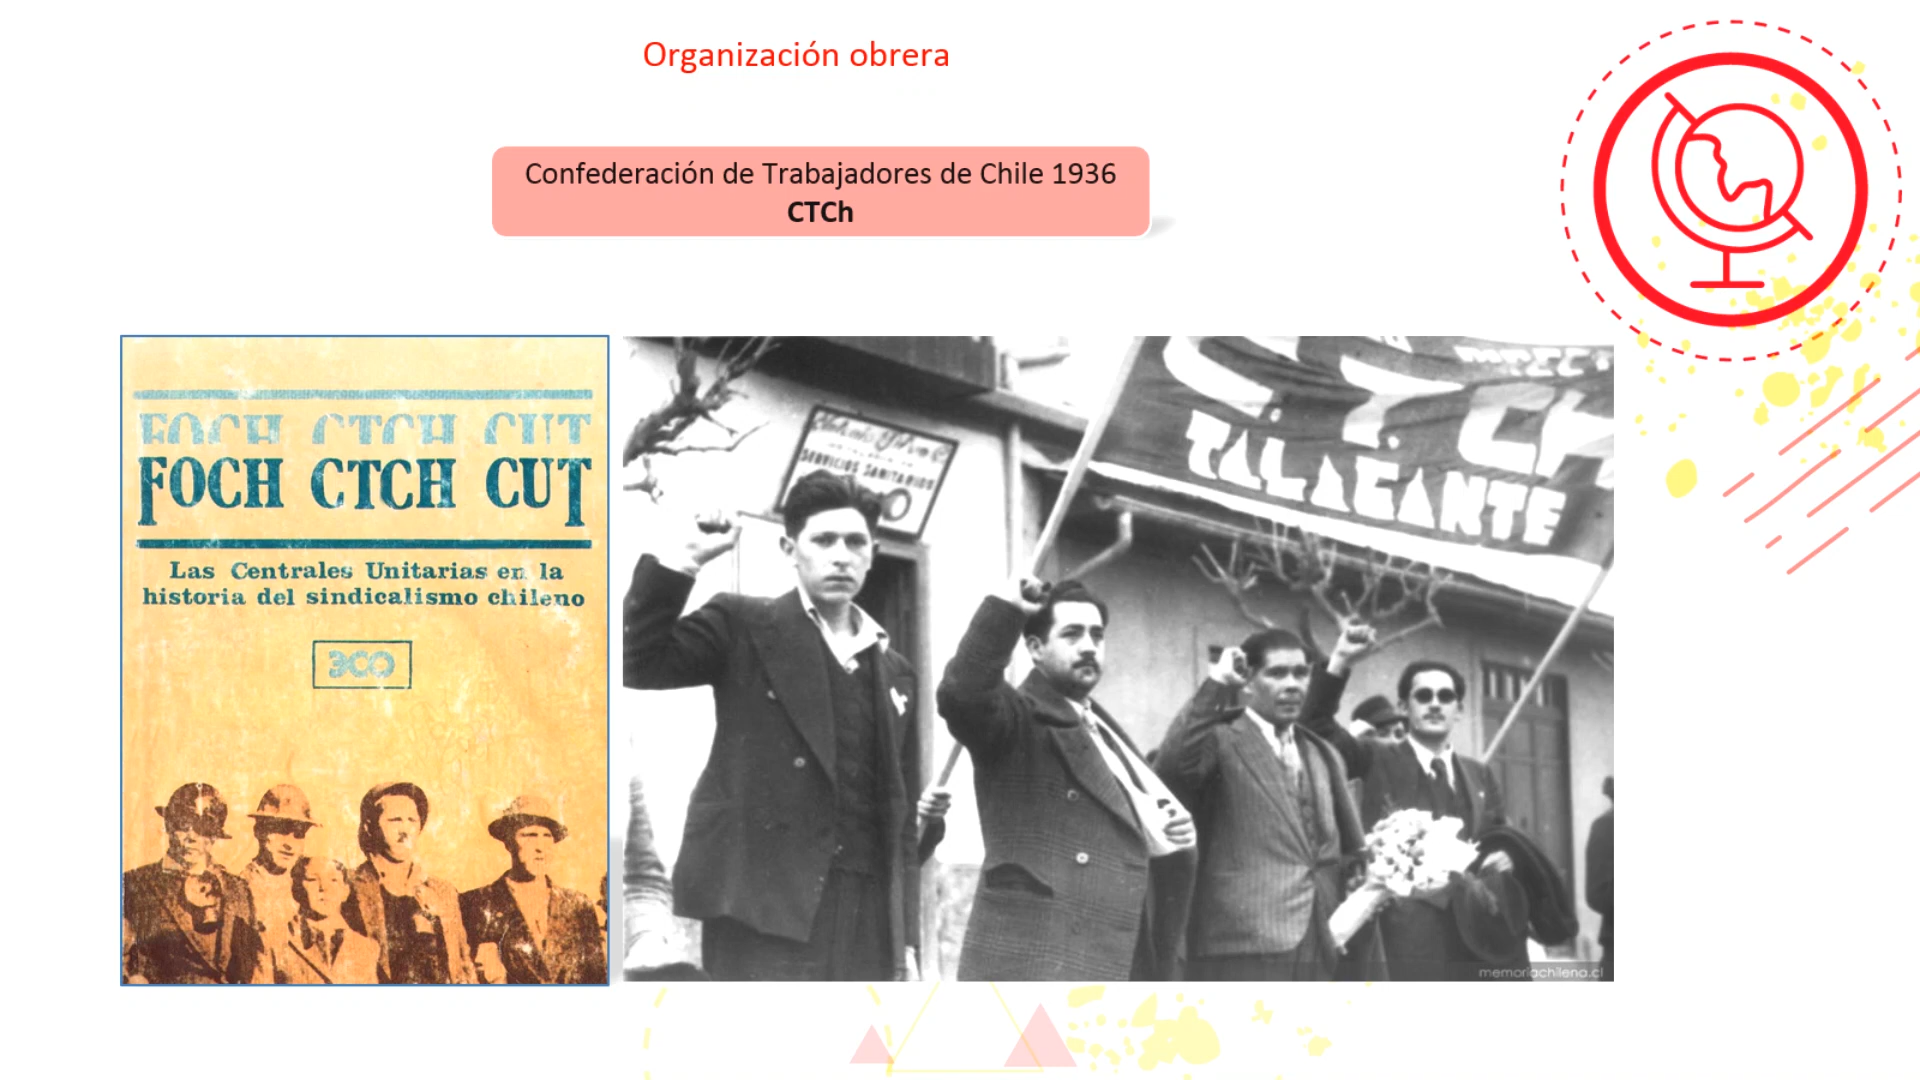 Organización obrera
Confederación de Trabajadores de Chile 1936
CTCh
FOCH CTCH CUT
FOCH CTCH CUT
Las Centrales Unitarias en la
historia del sindicalismo chileno
SERVICIOS SANITARIOS
C.T.CH
TALAGANTE
memoriachilena.cl